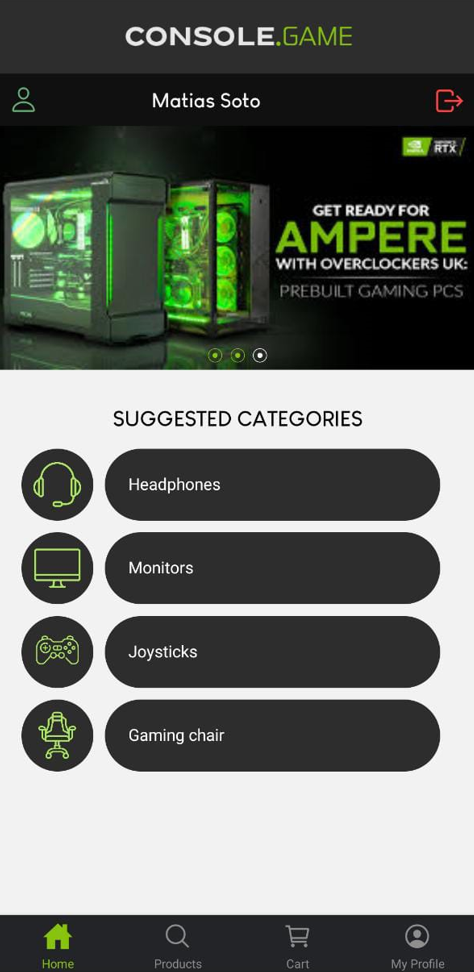 CONSOLE.GAME
Matias Soto
RTX
GET READY FOR
AMPERE
WITH OVERCLOCKERS UK:
PREBUILT GAMING PCS
SUGGESTED CATEGORIES
Headphones
Monitors
Joysticks
Gaming chair
Home
Products
Cart
My Profile